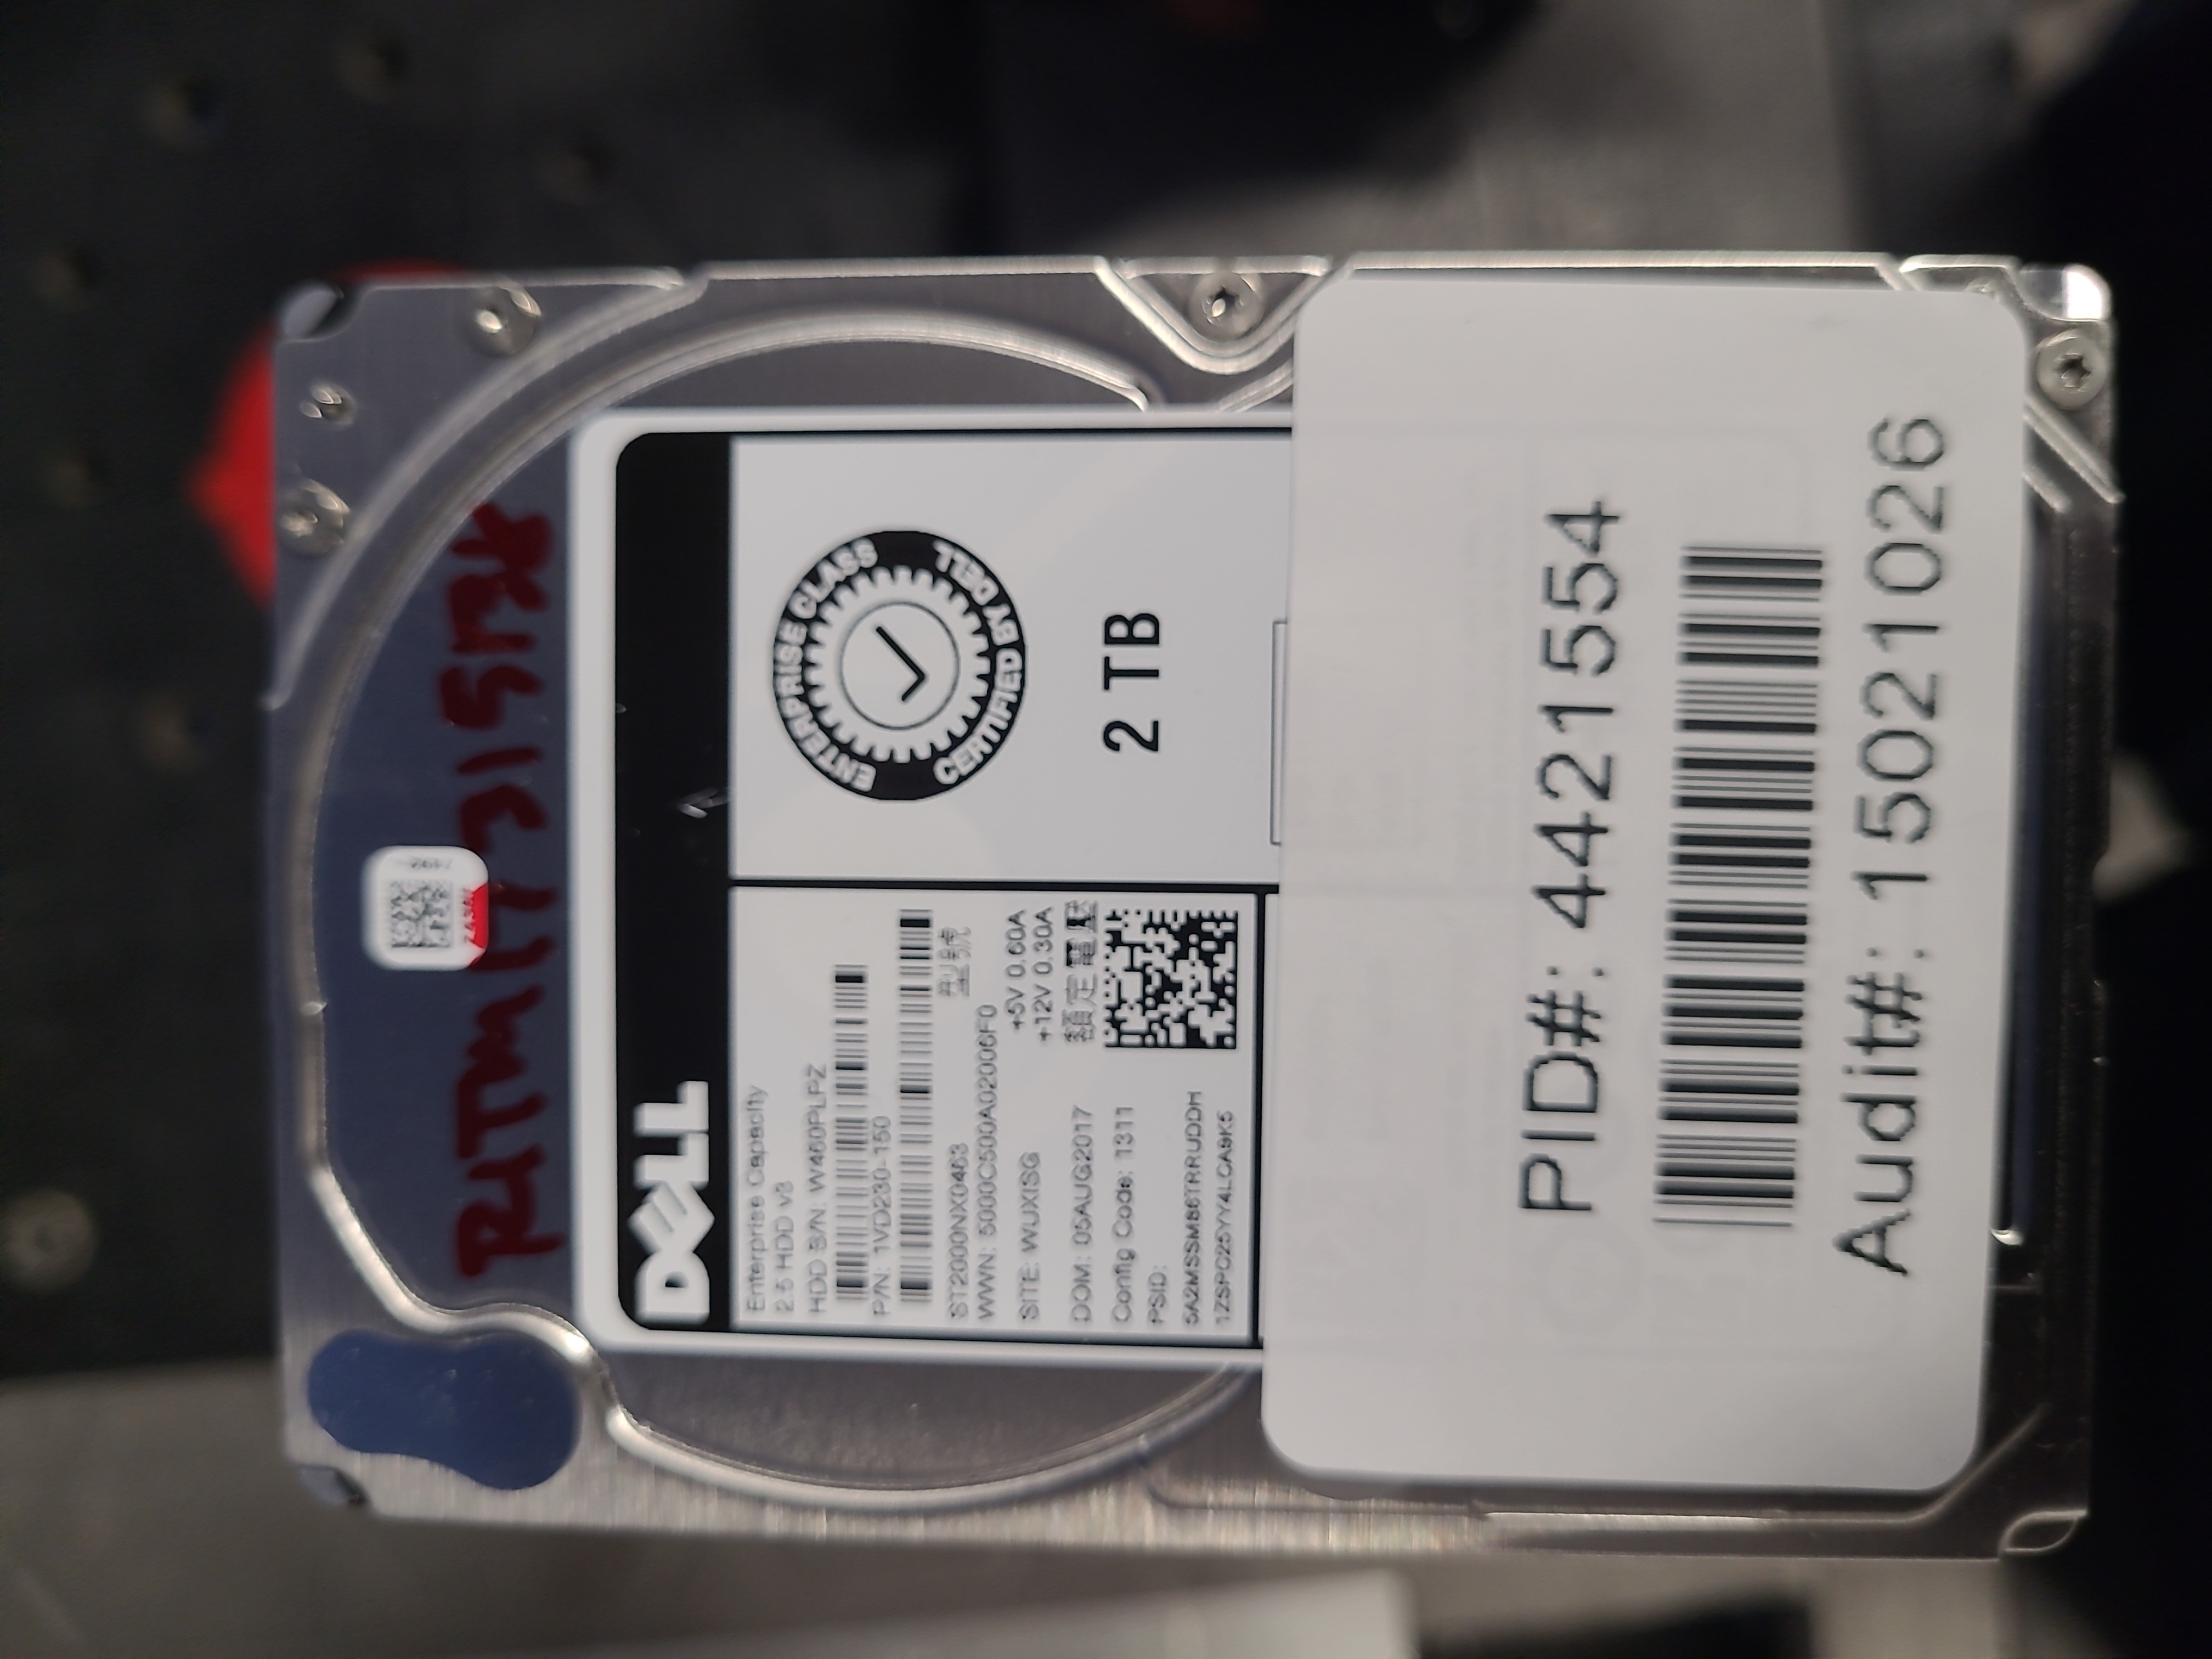 DELL
Enterprise Capacity
2.5 HDD v3
HDD S/N: W460PLPZ
P/N: 1VD230-150
ST2000NX0463 型號
WWN: 5000C500A02006F0
+5V 0.60A
SITE: WUXISG
+12V 0.30A
額定電壓
DOM: 05AUG2017
Config Code: 1311
PSID:
5A2MSSM86TRRUDDH
1ZSPC25YY4LCA9K5
ENTERPRISE CLASS
CERTIFIED BY DELL
2 TB
PID#: 4421554
Audit#: 15021026